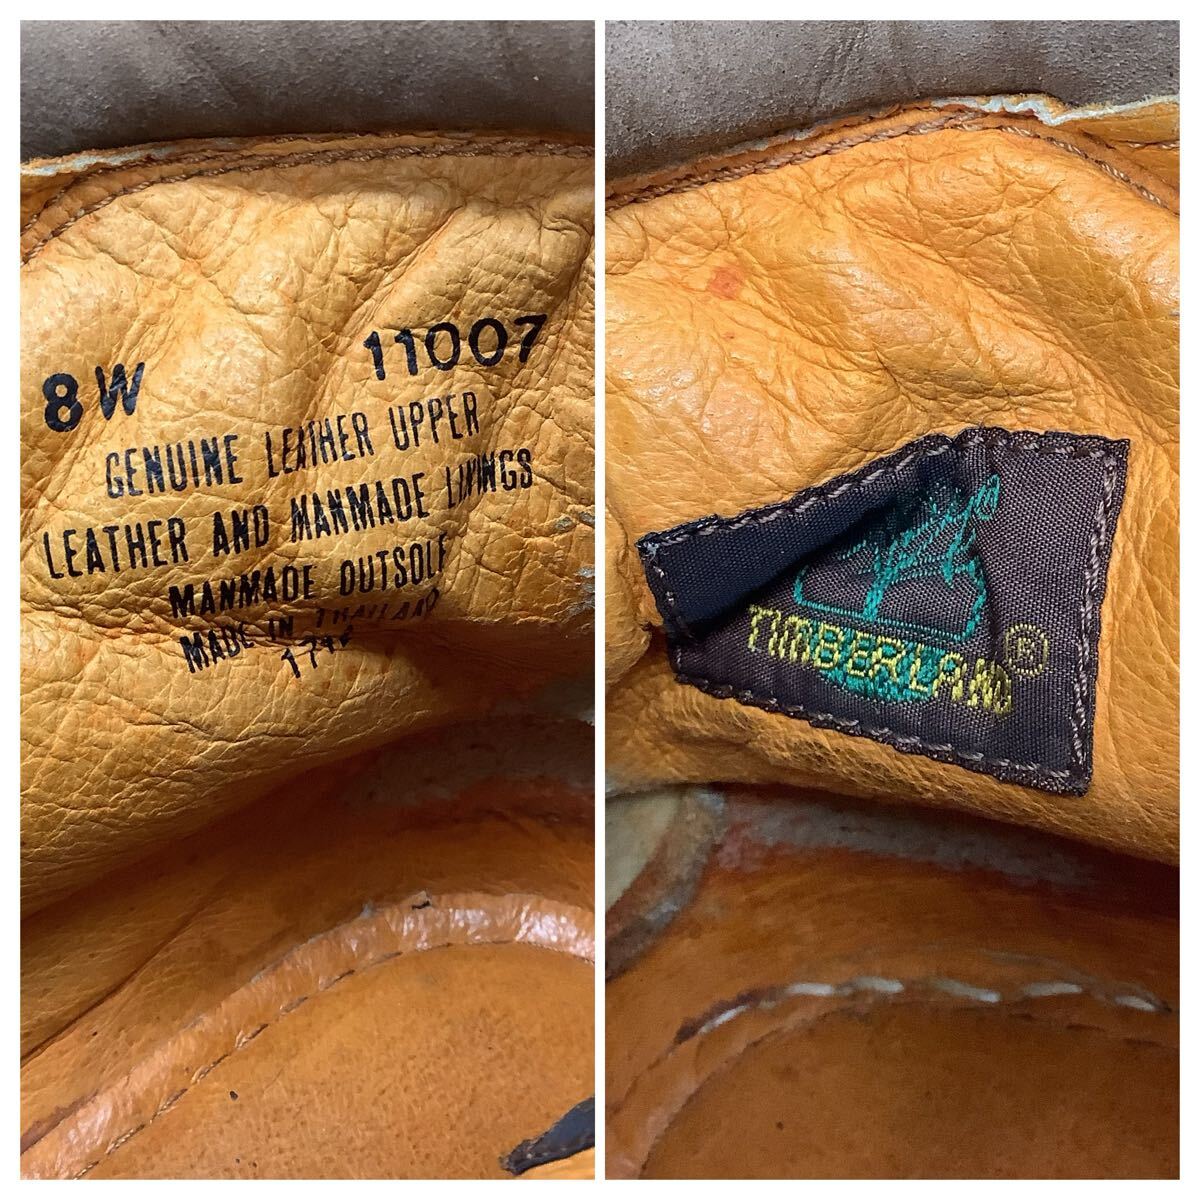 8W 11007
GENUINE LEATHER UPPER
LEATHER AND MANMADE LININGS
MANMADE OUTSOLE
MADE IN THAILAND
TIMBERLAND®